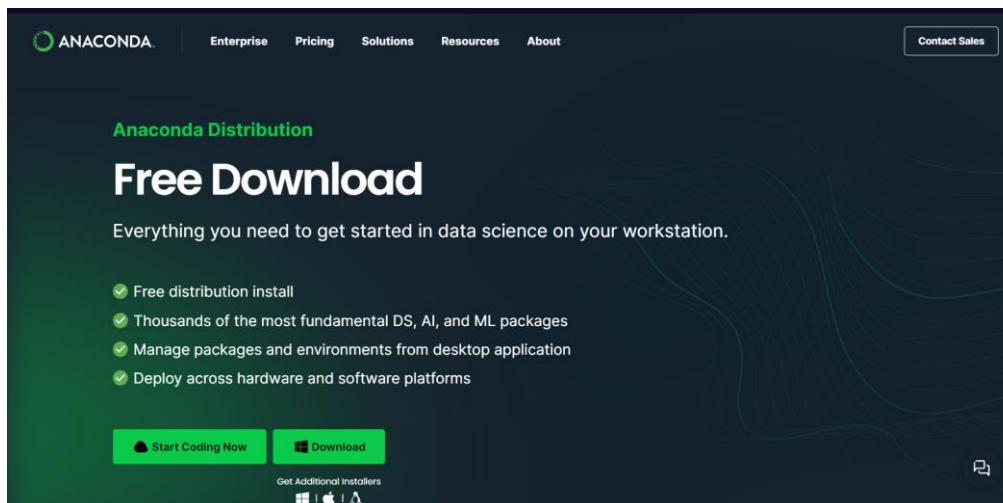 ANACONDA.
Enterprise Pricing Solutions Resources About
Contact Sales
Anaconda Distribution
Free Download
Everything you need to get started in data science on your workstation.
Free distribution install
Thousands of the most fundamental DS, AI, and ML packages
Manage packages and environments from desktop application
Deploy across hardware and software platforms
Start Coding Now
Download
Get Additional Installers